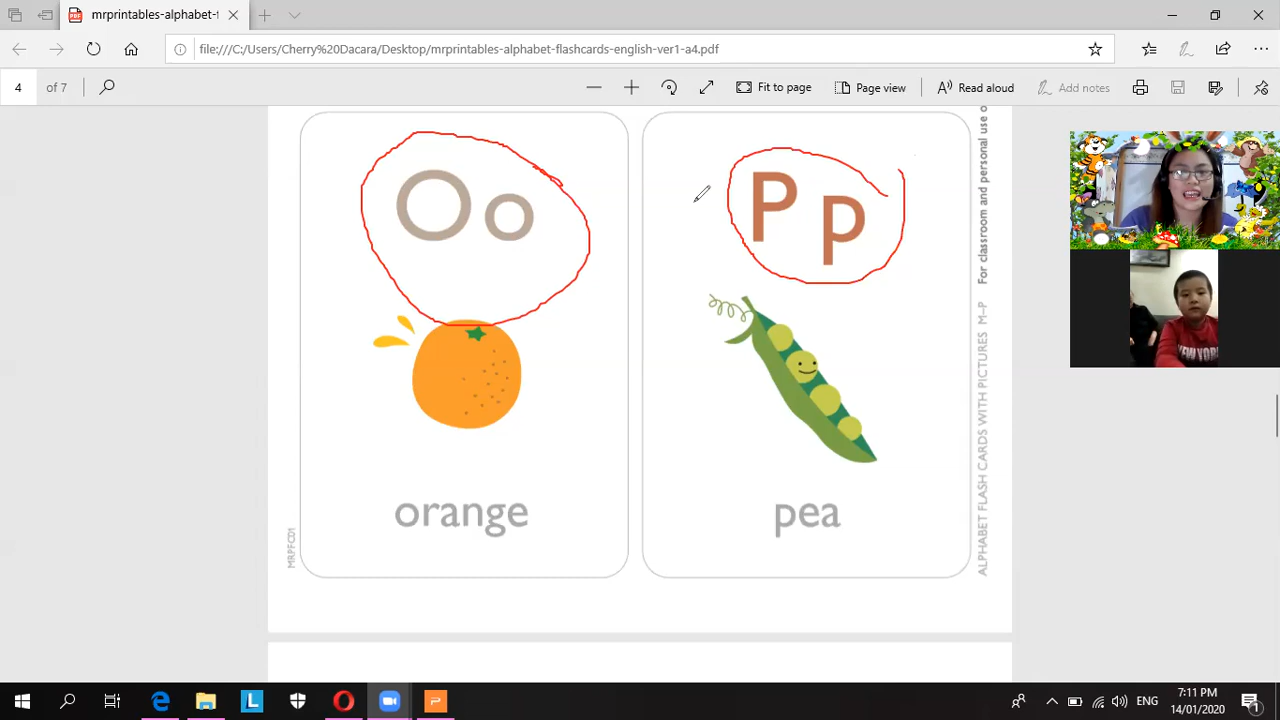 mrprintables-alphabet-f
file:///C:/Users/Cherry%20Dacara/Desktop/mrprintables-alphabet-flashcards-english-ver1-a4.pdf
4 of 7
Fit to page
Page view
Read aloud
Add notes
O o
P p
orange
pea
MRPFC01
ALPHABET FLASH CARDS WITH PICTURES M–P For classroom and personal use o
NEW YORK
L
P
ENG
7:11 PM
14/01/2020
1